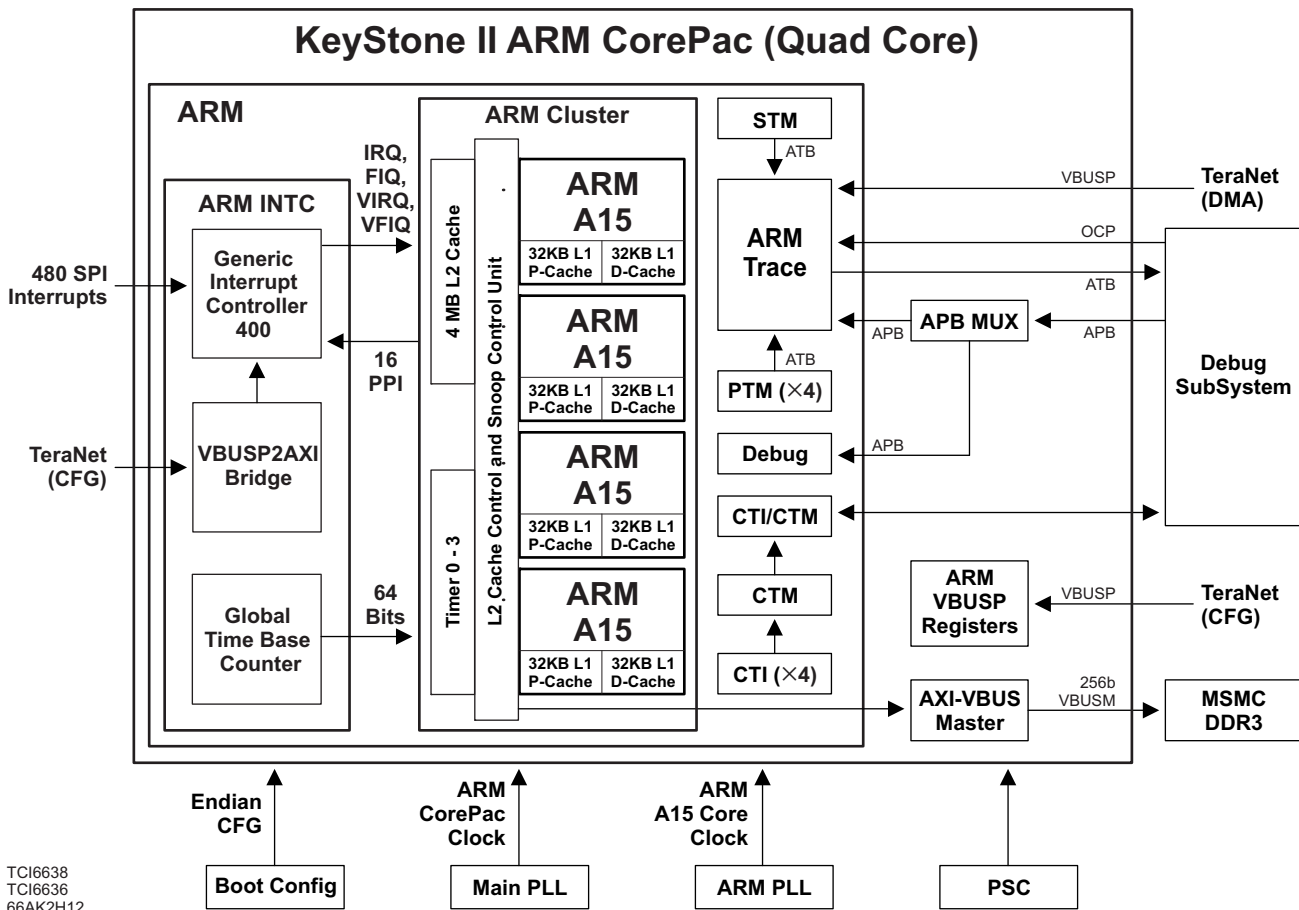 KeyStone II ARM CorePac (Quad Core)
ARM
ARM Cluster
ARM INTC
Generic
Interrupt
Controller
400
VBUSP2AXI
Bridge
Global
Time Base
Counter
480 SPI
Interrupts
TeraNet
(CFG)
IRQ,
FIQ,
VIRQ,
VFIQ
16
PPI
64
Bits
4 MB L2 Cache
Timer 0 - 3
L2 Cache Control and Snoop Control Unit
ARM
A15
32KB L1
P-Cache
32KB L1
D-Cache
ARM
A15
32KB L1
P-Cache
32KB L1
D-Cache
ARM
A15
32KB L1
P-Cache
32KB L1
D-Cache
ARM
A15
32KB L1
P-Cache
32KB L1
D-Cache
STM
ATB
ARM
Trace
ATB
PTM (×4)
Debug
CTI/CTM
CTM
CTI (×4)
VBUSP
TeraNet
(DMA)
OCP
ATB
APB
APB MUX
APB
APB
Debug
SubSystem
ARM
VBUSP
Registers
VBUSP
TeraNet
(CFG)
AXI-VBUS
Master
256b
VBUSM
MSMC
DDR3
Endian
CFG
Boot Config
ARM
CorePac
Clock
Main PLL
ARM
A15 Core
Clock
ARM PLL
PSC
TCI6638
TCI6636
66AK2H12